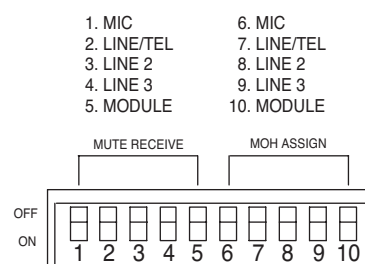 1. MIC
2. LINE/TEL
3. LINE 2
4. LINE 3
5. MODULE
6. MIC
7. LINE/TEL
8. LINE 2
9. LINE 3
10. MODULE
MUTE RECEIVE
MOH ASSIGN
OFF
ON
1 2 3 4 5 6 7 8 9 10